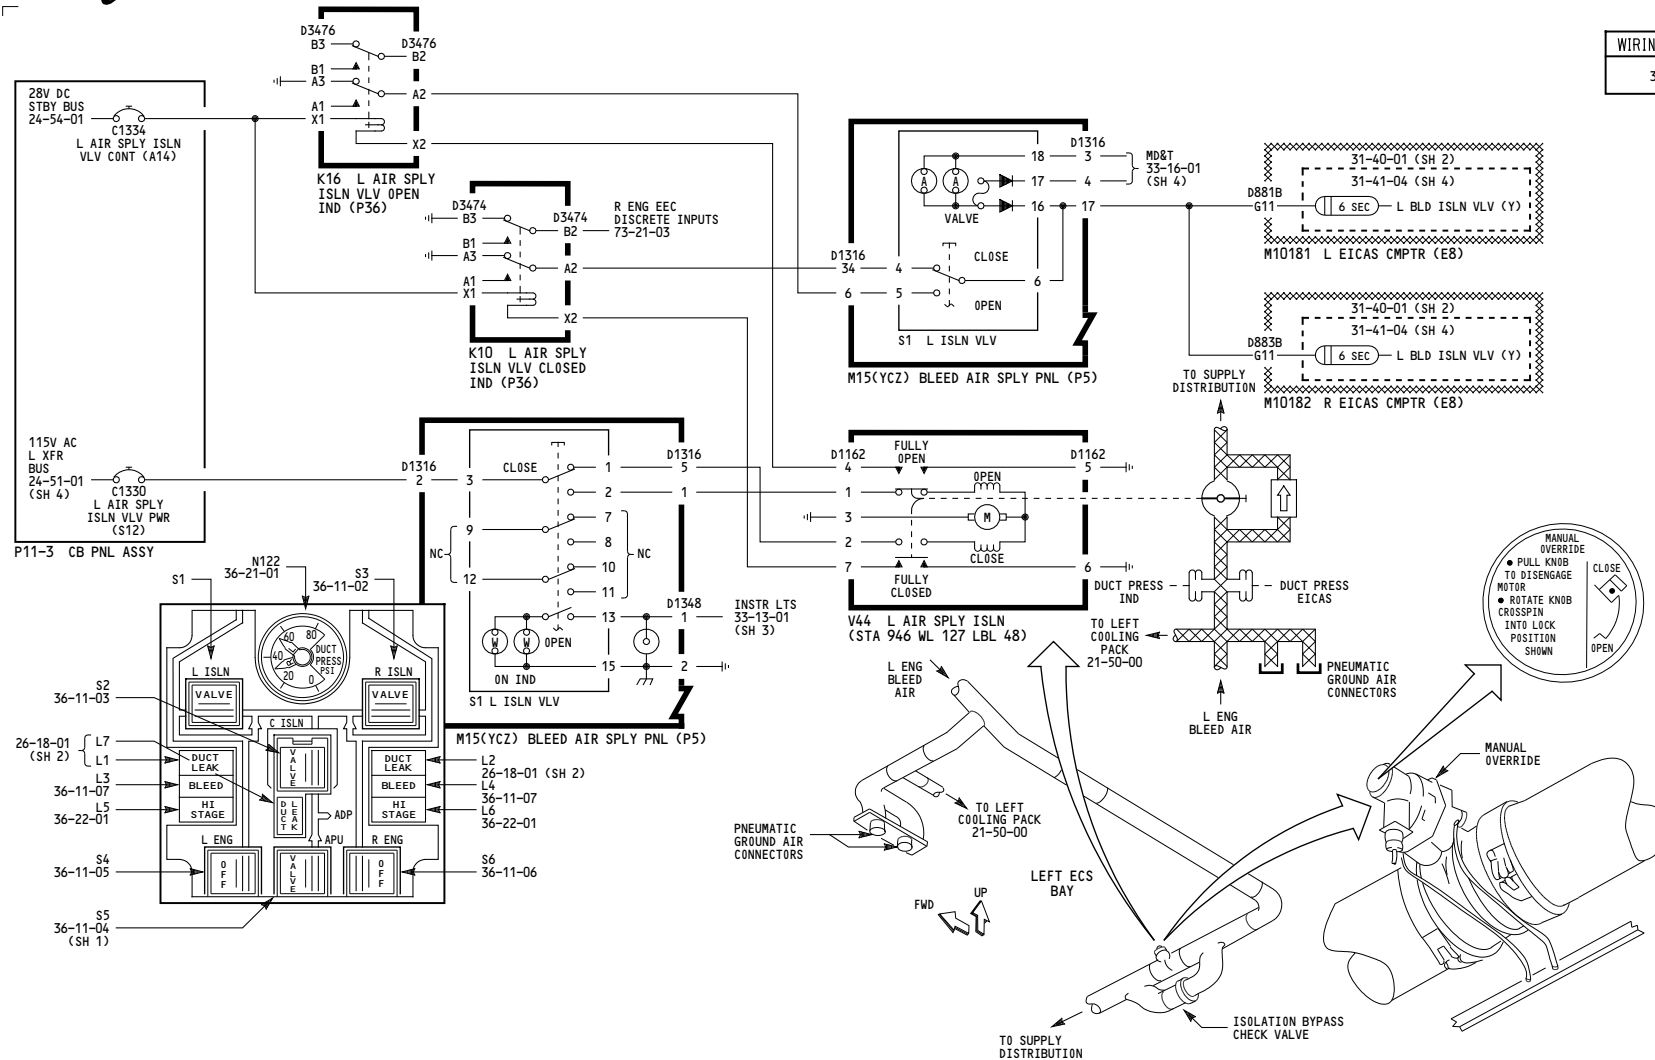 D3476
B3
D3476
B2
B1
A3
A2
A1
X1
X2
K16 L AIR SPLY
ISLN VLV OPEN
IND (P36)
28V DC
STBY BUS
24-54-01
C1334
L AIR SPLY ISLN
VLV CONT (A14)
115V AC
L XFR
BUS
24-51-01
(SH 4)
C1330
L AIR SPLY
ISLN VLV PWR
(S12)
P11-3 CB PNL ASSY
D3474
B3
D3474
B2
B1
A3
A2
A1
X1
X2
K10 L AIR SPLY
ISLN VLV CLOSED
IND (P36)
R ENG EEC
DISCRETE INPUTS
73-21-03
D1316
34
6
4
5
A
A
VALVE
CLOSE
OPEN
18
17
16
6
D1316
3
4
17
MD&T
33-16-01
(SH 4)
S1 L ISLN VLV
M15(YCZ) BLEED AIR SPLY PNL (P5)
WIRIN
3
D881B
G11
31-40-01 (SH 2)
31-41-04 (SH 4)
6 SEC
L BLD ISLN VLV (Y)
M10181 L EICAS CMPTR (E8)
D883B
G11
31-40-01 (SH 2)
31-41-04 (SH 4)
6 SEC
L BLD ISLN VLV (Y)
M10182 R EICAS CMPTR (E8)
D1316
2
3
CLOSE
1
2
7
8
10
11
13
15
9
12
NC
NC
W
W
OPEN
ON IND
D1316
5
1
D1348
1
2
INSTR LTS
33-13-01
(SH 3)
S1 L ISLN VLV
M15(YCZ) BLEED AIR SPLY PNL (P5)
D1162
4
1
3
2
7
FULLY
OPEN
OPEN
M
CLOSE
FULLY
CLOSED
D1162
5
6
V44 L AIR SPLY ISLN
(STA 946 WL 127 LBL 48)
TO SUPPLY
DISTRIBUTION
DUCT PRESS
IND
DUCT PRESS
EICAS
TO LEFT
COOLING
PACK
21-50-00
PNEUMATIC
GROUND AIR
CONNECTORS
L ENG
BLEED AIR
MANUAL
OVERRIDE
● PULL KNOB
TO DISENGAGE
MOTOR
● ROTATE KNOB
CROSSPIN
INTO LOCK
POSITION
SHOWN
CLOSE
OPEN
S1
N122
36-21-01
S3
36-11-02
0
20
40
60
80
L
R
DUCT
PRESS
PSI
L ISLN
VALVE
R ISLN
VALVE
C ISLN
VALVE
S2
36-11-03
26-18-01
(SH 2)
L7
L1
L3
36-11-07
L5
36-22-01
DUCT
LEAK
BLEED
HI
STAGE
DUCT
LEAK
DUCT
LEAK
BLEED
HI
STAGE
L2
26-18-01 (SH 2)
L4
36-11-07
L6
36-22-01
ADP
L ENG
APU
R ENG
OFF
VALVE
OFF
S4
36-11-05
S6
36-11-06
S5
36-11-04
(SH 1)
L ENG
BLEED
AIR
PNEUMATIC
GROUND AIR
CONNECTORS
TO LEFT
COOLING PACK
21-50-00
FWD
UP
LEFT ECS
BAY
TO SUPPLY
DISTRIBUTION
ISOLATION BYPASS
CHECK VALVE
MANUAL
OVERRIDE